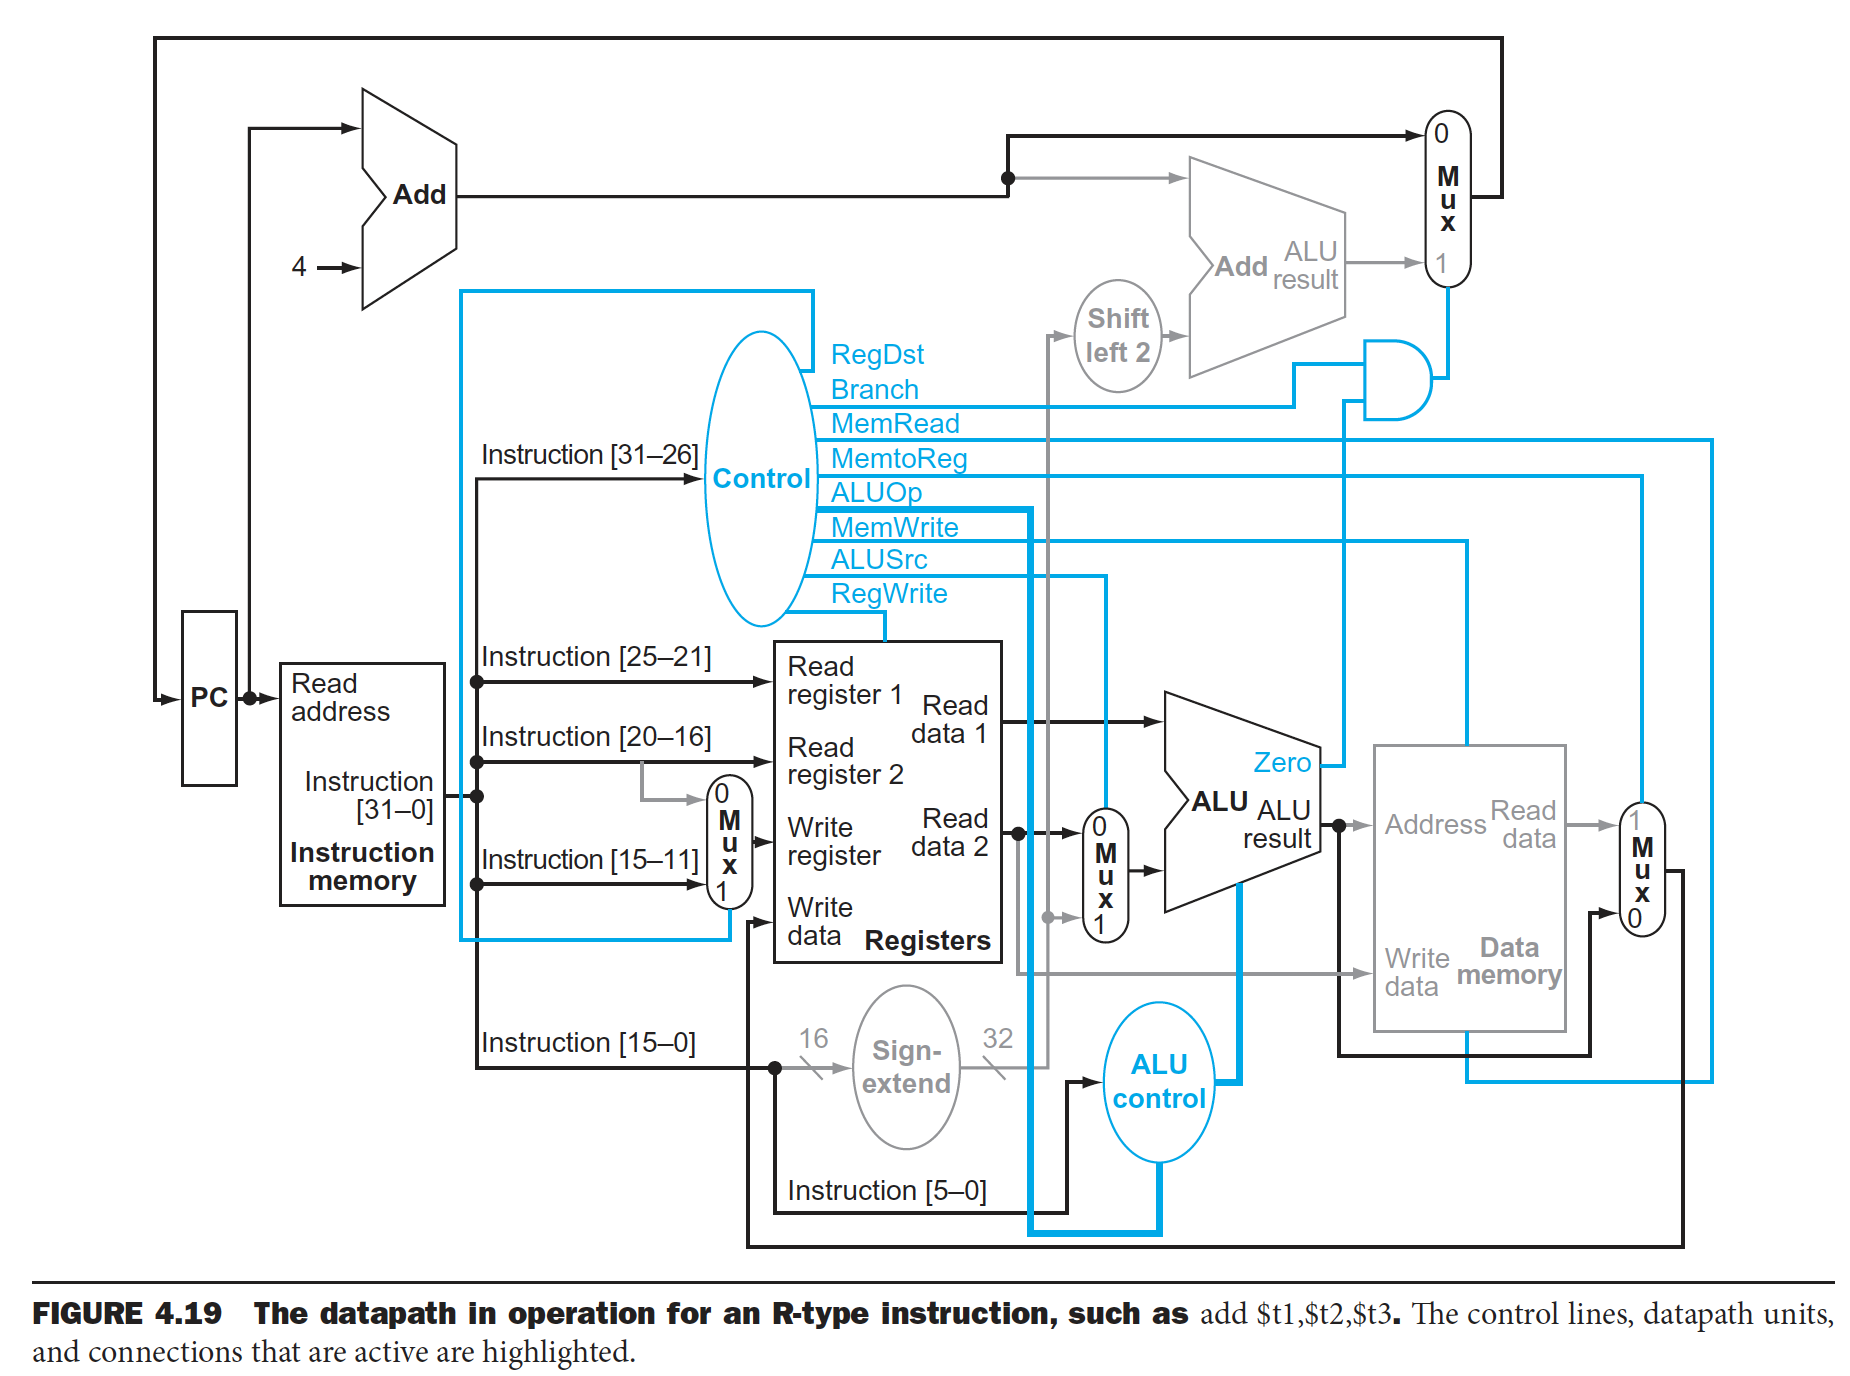 0
M
u
x
1
Add
4
Add
ALU
result
Shift
left 2
RegDst
Branch
MemRead
MemtoReg
ALUOp
MemWrite
ALUSrc
RegWrite
Control
Instruction [31–26]
Instruction [25–21]
Instruction [20–16]
Instruction [15–11]
Instruction [15–0]
Instruction [5–0]
PC
Read
address
Instruction
[31–0]
Instruction
memory
0
M
u
x
1
Read
register 1
Read
register 2
Write
register
Write
data
Read
data 1
Read
data 2
Registers
0
M
u
x
1
Zero
ALU
ALU
result
Address
Read
data
Write
data
Data
memory
1
M
u
x
0
16
Sign-
extend
32
ALU
control
FIGURE 4.19 The datapath in operation for an R-type instruction, such as add $t1,$t2,$t3. The control lines, datapath units,
and connections that are active are highlighted.